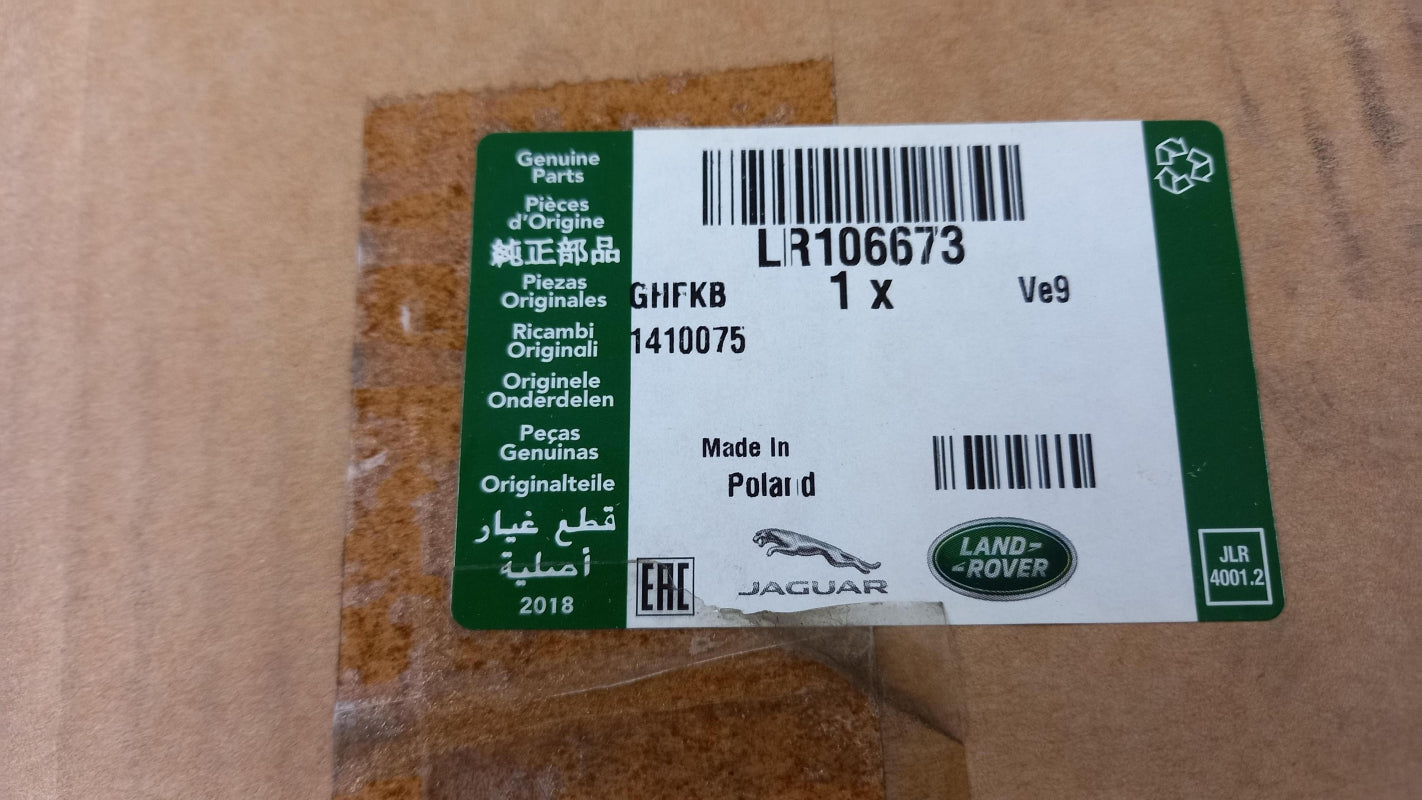 Genuine
Parts
Pièces
d'Origine
純正部品
Piezas
Originales
Ricambi
Originali
Originele
Onderdelen
Peças
Genuinas
Originalteile
قطع غيار
أصلية
2018
LR106673
GHFKB 1 x Ve9
1410075
Made In
Poland
EAC
JAGUAR
LAND-
-ROVER
JLR
4001.2